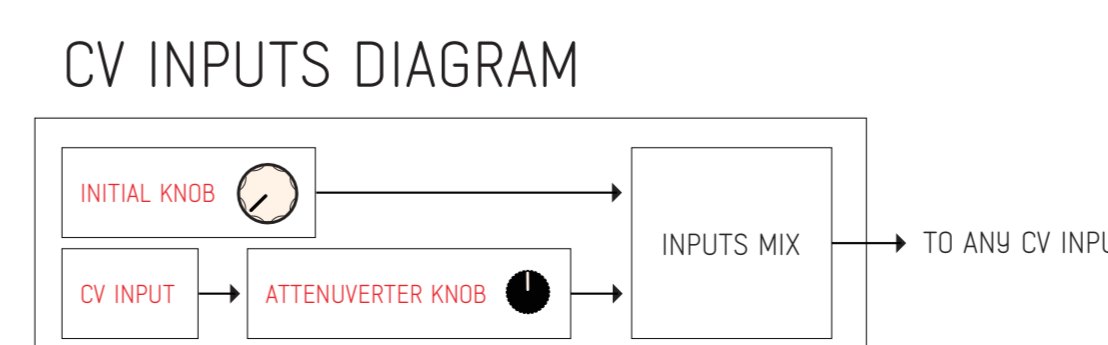 CV INPUTS DIAGRAM
INITIAL KNOB
INPUTS MIX
TO ANY CV
CV INPUT
ATTENUVERTER KNOB